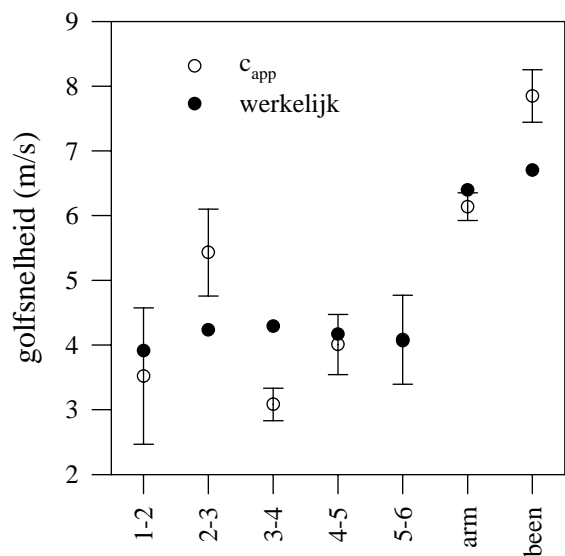 9
8
7
6
5
4
3
2
golfsnelheid (m/s)
c_app
werkelijk
1-2
2-3
3-4
4-5
5-6
arm
been